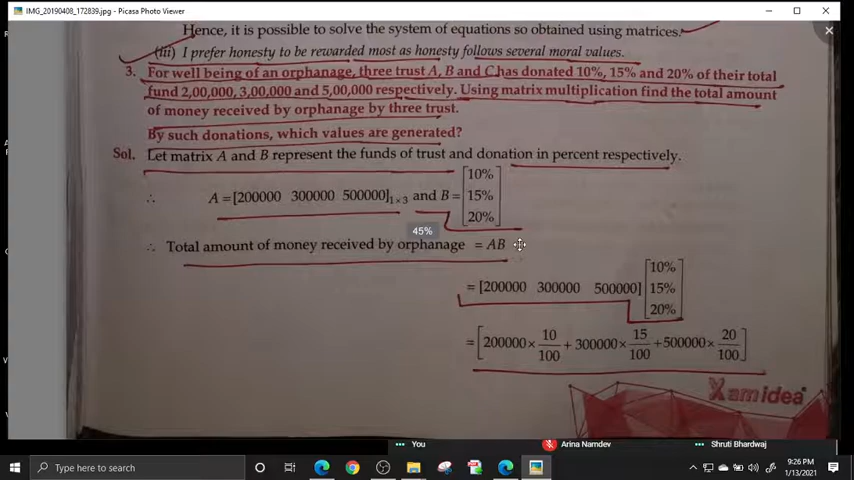 IMG_20190408_172839.jpg - Picasa Photo Viewer
Hence, it is possible to solve the system of equations so obtained using matrices.
(iii) I prefer honesty to be rewarded most as honesty follows several moral values.
3. For well being of an orphanage, three trust A, B and C has donated 10%, 15% and 20% of their total
fund 2,00,000, 3,00,000 and 5,00,000 respectively. Using matrix multiplication find the total amount
of money received by orphanage by three trust.
By such donations, which values are generated?
Sol. Let matrix A and B represent the funds of trust and donation in percent respectively.
∴ A = [200000 300000 500000]1×3 and B = [10% 15% 20%]
45%
∴ Total amount of money received by orphanage = AB
= [200000 300000 500000] [10% 15% 20%]
= [200000× 10/100 + 300000× 15/100 +500000× 20/100]
Xamidea
You
Arina Namdev
Shruti Bhardwaj
Type here to search
9:26 PM
1/13/2021